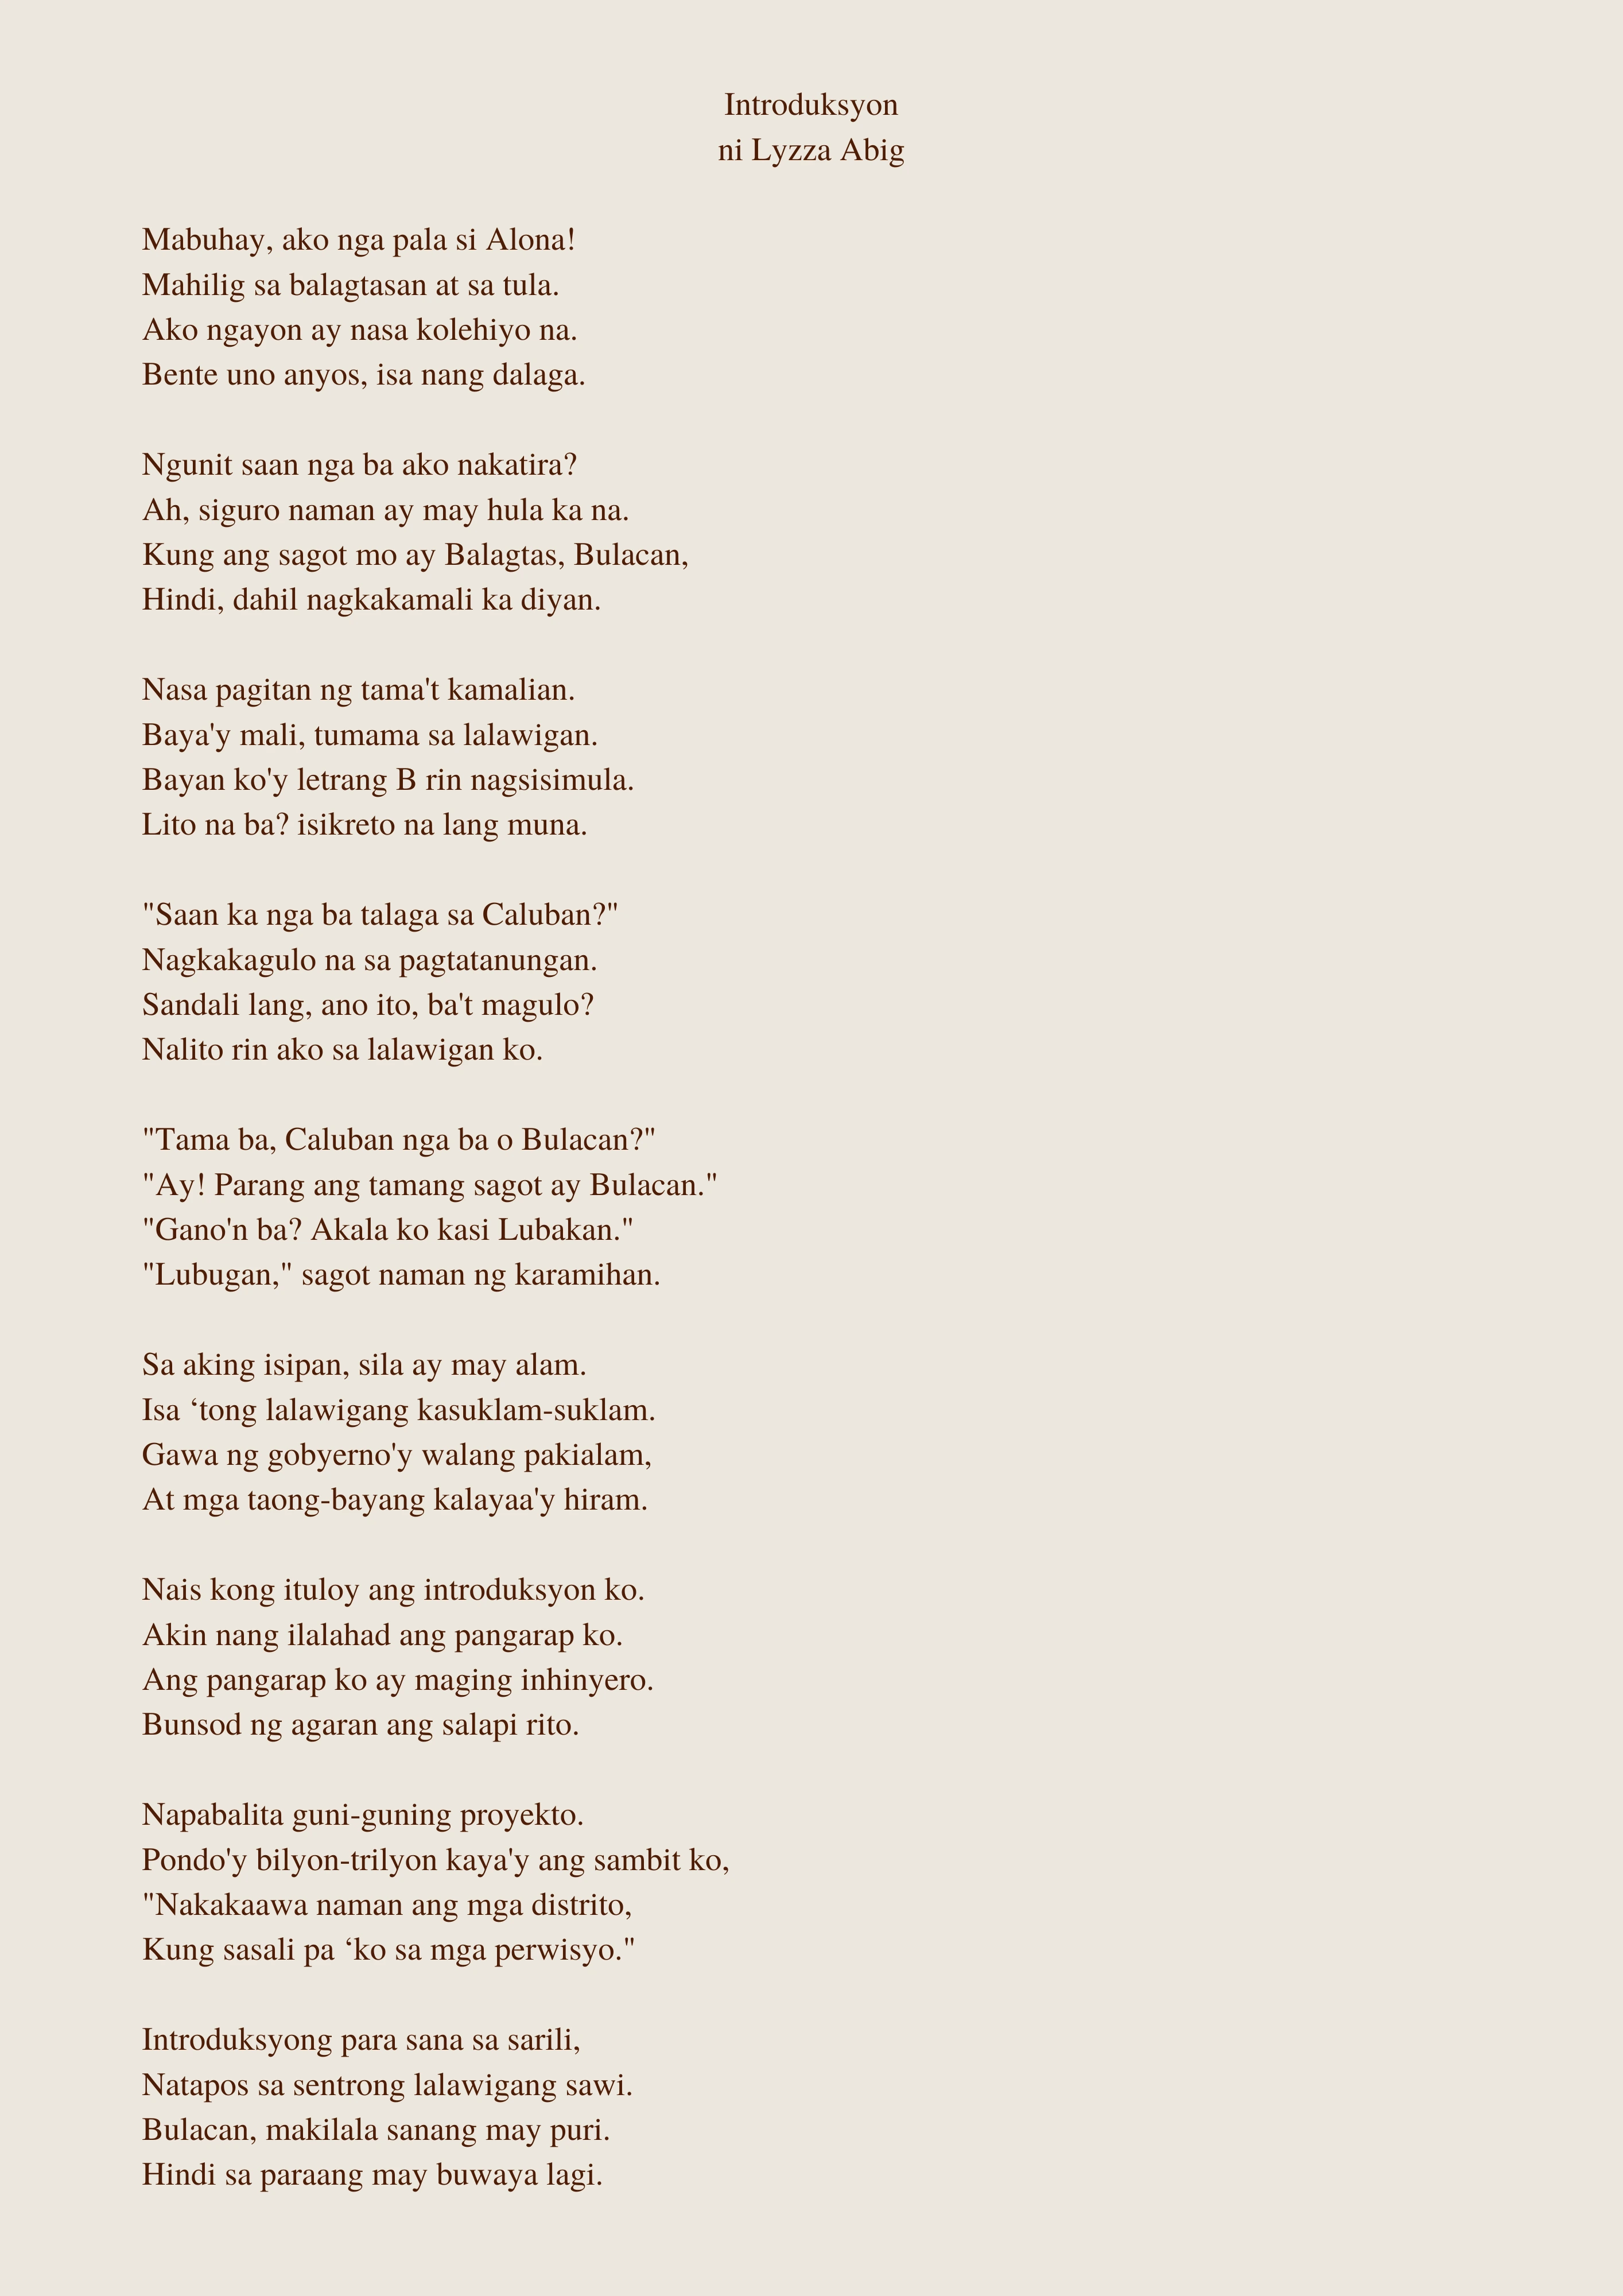 Introduksyon
ni Lyzza Abig

Mabuhay, ako nga pala si Alona!
Mahilig sa balagtasan at sa tula.
Ako ngayon ay nasa kolehiyo na.
Bente uno anyos, isa nang dalaga.

Ngunit saan nga ba ako nakatira?
Ah, siguro naman ay may hula ka na.
Kung ang sagot mo ay Balagtas, Bulacan,
Hindi, dahil nagkakamali ka diyan.

Nasa pagitan ng tama't kamalian.
Baya'y mali, tumama sa lalawigan.
Bayan ko'y letrang B rin nagsisimula.
Lito na ba? isikreto na lang muna.

"Saan ka nga ba talaga sa Caluban?"
Nagkakagulo na sa pagtatanungan.
Sandali lang, ano ito, ba't magulo?
Nalito rin ako sa lalawigan ko.

"Tama ba, Caluban nga ba o Bulacan?"
"Ay! Parang ang tamang sagot ay Bulacan."
"Gano'n ba? Akala ko kasi Lubakan."
"Lubugan," sagot naman ng karamihan.

Sa aking isipan, sila ay may alam.
Isa ‘tong lalawigang kasuklam-suklam.
Gawa ng gobyerno'y walang pakialam,
At mga taong-bayang kalayaa'y hiram.

Nais kong ituloy ang introduksyon ko.
Akin nang ilalahad ang pangarap ko.
Ang pangarap ko ay maging inhinyero.
Bunsod ng agaran ang salapi rito.

Napabalita guni-guning proyekto.
Pondo'y bilyon-trilyon kaya'y ang sambit ko,
"Nakakaawa naman ang mga distrito,
Kung sasali pa ‘ko sa mga perwisyo."

Introduksyong para sana sa sarili,
Natapos sa sentrong lalawigang sawi.
Bulacan, makilala sanang may puri.
Hindi sa paraang may buwaya lagi.